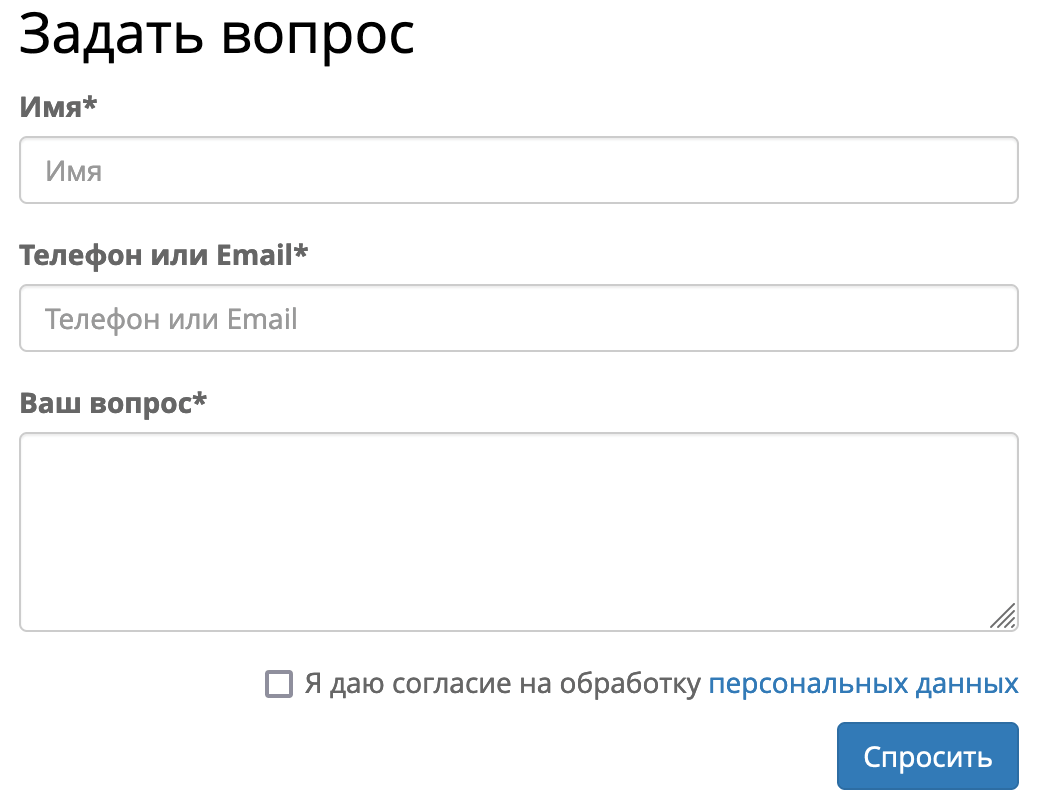 Задать вопрос
Имя*
Имя
Телефон или Email*
Телефон или Email
Ваш вопрос*
Я даю согласие на обработку персональных данных
Спросить